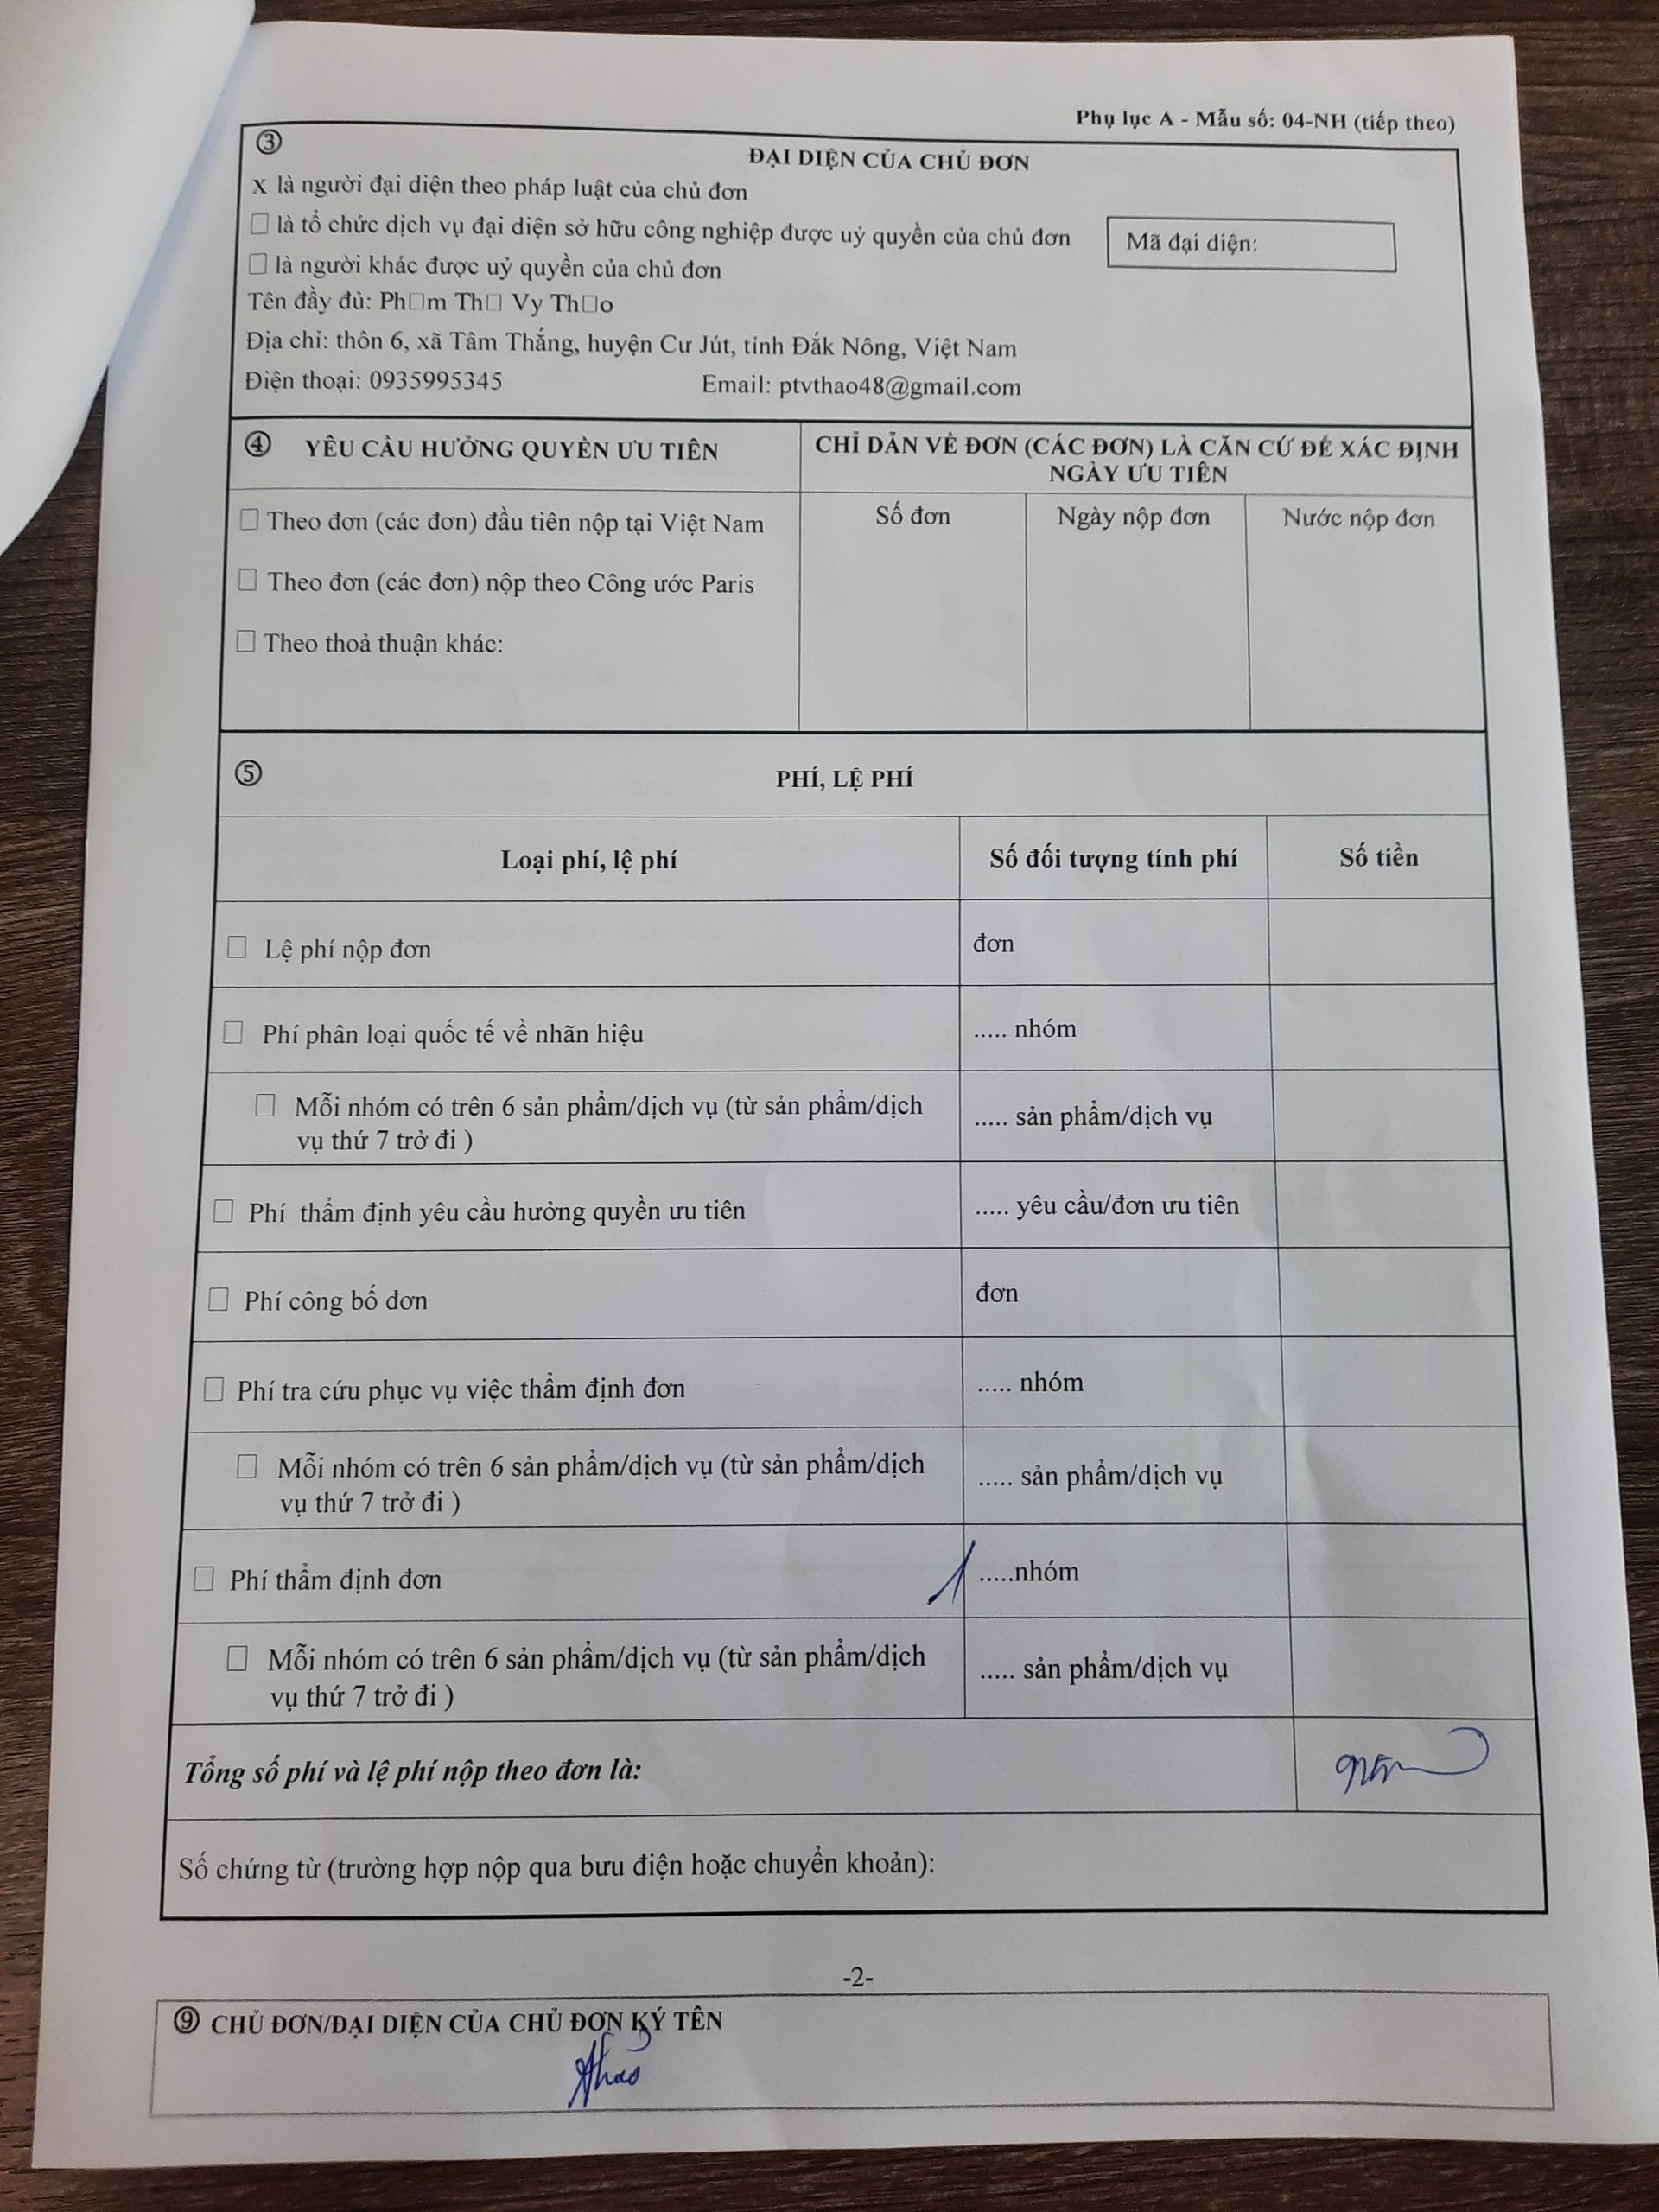 Phụ lục A - Mẫu số: 04-NH (tiếp theo)
③
ĐẠI DIỆN CỦA CHỦ ĐƠN
x là người đại diện theo pháp luật của chủ đơn
□ là tổ chức dịch vụ đại diện sở hữu công nghiệp được uỷ quyền của chủ đơn
Mã đại diện:
□ là người khác được uỷ quyền của chủ đơn
Tên đầy đủ: Ph□m Th□ Vy Th□o
Địa chỉ: thôn 6, xã Tâm Thắng, huyện Cư Jút, tỉnh Đắk Nông, Việt Nam
Điện thoại: 0935995345 Email: ptvthao48@gmail.com
④ YÊU CẦU HƯỞNG QUYỀN ƯU TIÊN
CHỈ DẪN VỀ ĐƠN (CÁC ĐƠN) LÀ CĂN CỨ ĐỂ XÁC ĐỊNH
NGÀY ƯU TIÊN
□ Theo đơn (các đơn) đầu tiên nộp tại Việt Nam
Số đơn Ngày nộp đơn Nước nộp đơn
□ Theo đơn (các đơn) nộp theo Công ước Paris
□ Theo thoả thuận khác:
⑤ PHÍ, LỆ PHÍ
Loại phí, lệ phí Số đối tượng tính phí Số tiền
□ Lệ phí nộp đơn đơn
□ Phí phân loại quốc tế về nhãn hiệu ..... nhóm
□ Mỗi nhóm có trên 6 sản phẩm/dịch vụ (từ sản phẩm/dịch
vụ thứ 7 trở đi )
..... sản phẩm/dịch vụ
□ Phí thẩm định yêu cầu hưởng quyền ưu tiên ..... yêu cầu/đơn ưu tiên
□ Phí công bố đơn đơn
□ Phí tra cứu phục vụ việc thẩm định đơn ..... nhóm
□ Mỗi nhóm có trên 6 sản phẩm/dịch vụ (từ sản phẩm/dịch
vụ thứ 7 trở đi )
..... sản phẩm/dịch vụ
□ Phí thẩm định đơn .....nhóm
□ Mỗi nhóm có trên 6 sản phẩm/dịch vụ (từ sản phẩm/dịch
vụ thứ 7 trở đi )
..... sản phẩm/dịch vụ
Tổng số phí và lệ phí nộp theo đơn là:
Số chứng từ (trường hợp nộp qua bưu điện hoặc chuyển khoản):
-2-
⑨ CHỦ ĐƠN/ĐẠI DIỆN CỦA CHỦ ĐƠN KÝ TÊN
Thảo